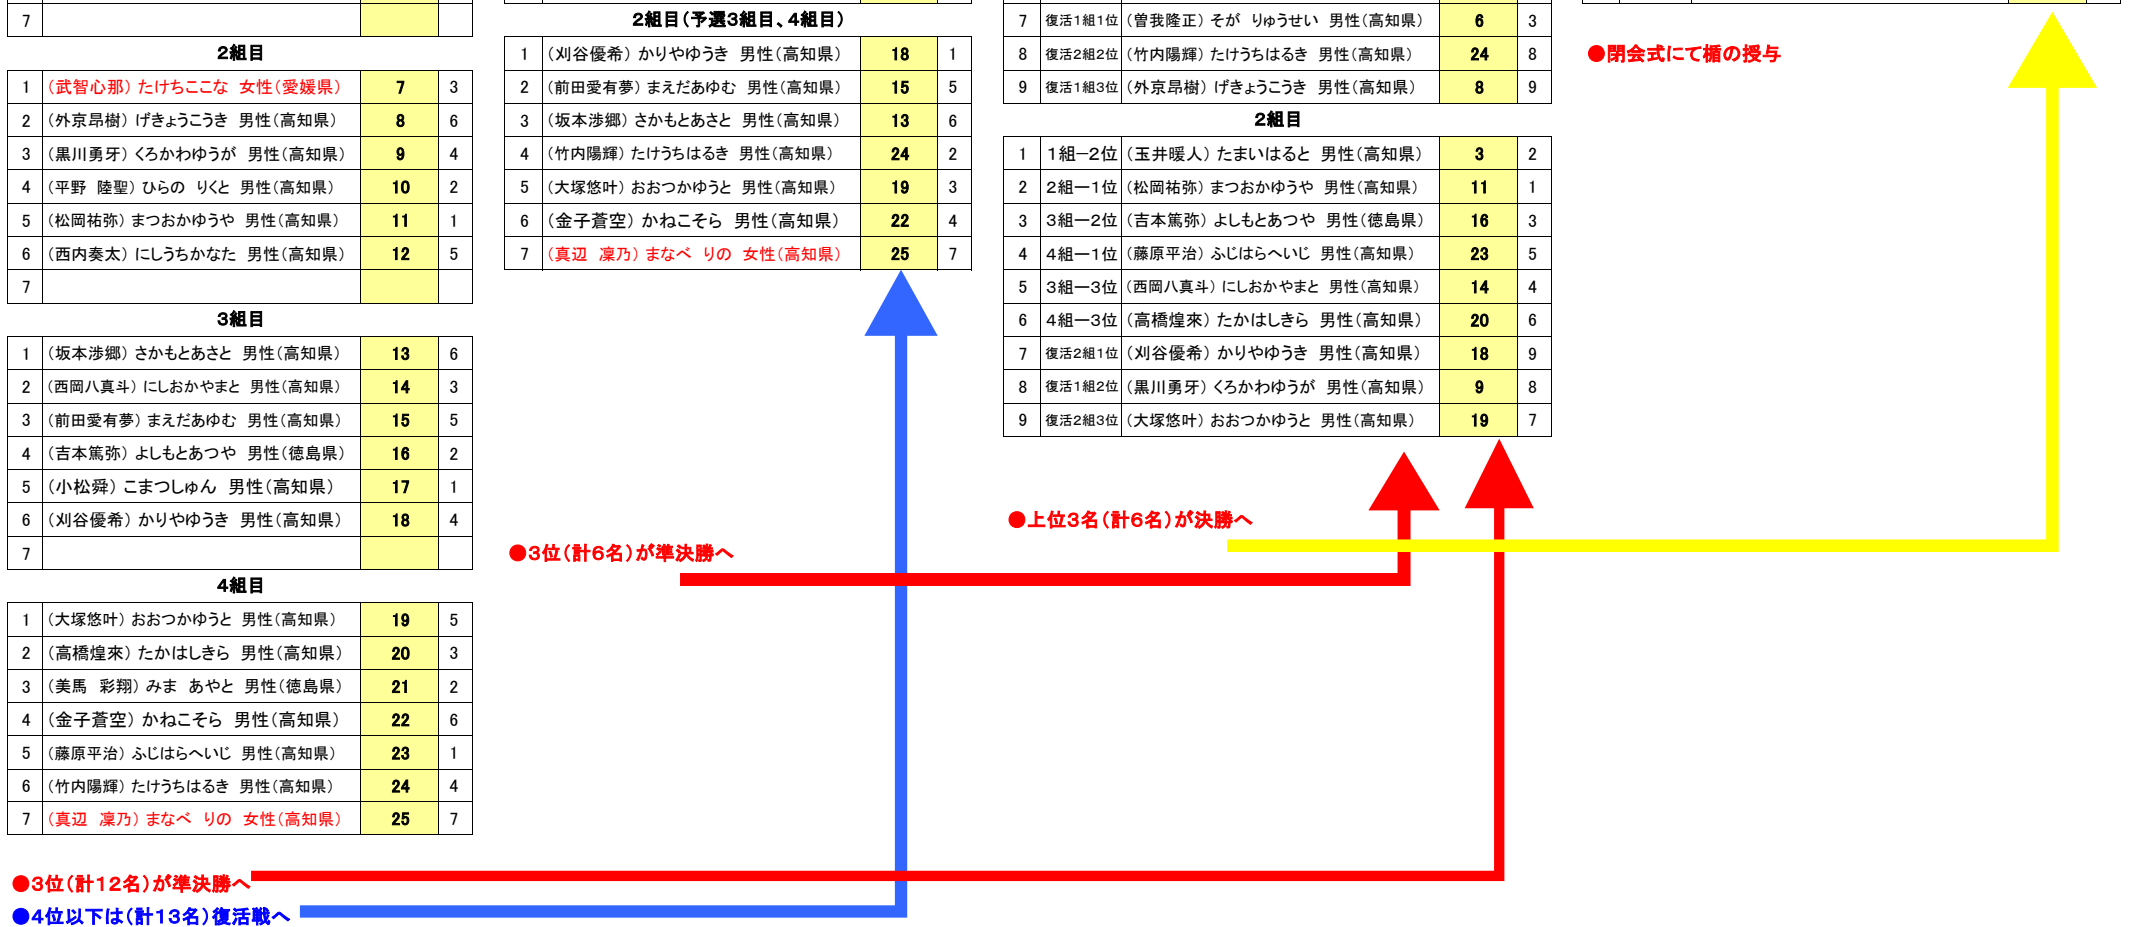 7
2組目
1 (武智心那) たけちここな 女性(愛媛県) 7 3
2 (外京昂樹) げきょうこうき 男性(高知県) 8 6
3 (黒川勇牙) くろかわゆうが 男性(高知県) 9 4
4 (平野 陸聖) ひらの りくと 男性(高知県) 10 2
5 (松岡祐弥) まつおかゆうや 男性(高知県) 11 1
6 (西内奏太) にしうちかなた 男性(高知県) 12 5
7
3組目
1 (坂本渉郷) さかもとあさと 男性(高知県) 13 6
2 (西岡八真斗) にしおかやまと 男性(高知県) 14 3
3 (前田愛有夢) まえだあゆむ 男性(高知県) 15 5
4 (吉本篤弥) よしもとあつや 男性(徳島県) 16 2
5 (小松舜) こまつしゅん 男性(高知県) 17 1
6 (刈谷優希) かりやゆうき 男性(高知県) 18 4
7
4組目
1 (大塚悠叶) おおつかゆうと 男性(高知県) 19 5
2 (高橋煌來) たかはしきら 男性(高知県) 20 3
3 (美馬 彩翔) みま あやと 男性(徳島県) 21 2
4 (金子蒼空) かねこそら 男性(高知県) 22 6
5 (藤原平治) ふじはらへいじ 男性(高知県) 23 1
6 (竹内陽輝) たけうちはるき 男性(高知県) 24 4
7 (真辺 凜乃) まなべ りの 女性(高知県) 25 7
●3位(計12名)が準決勝へ
●4位以下は(計13名)復活戦へ
2組目(予選3組目、4組目)
1 (刈谷優希) かりやゆうき 男性(高知県) 18 1
2 (前田愛有夢) まえだあゆむ 男性(高知県) 15 5
3 (坂本渉郷) さかもとあさと 男性(高知県) 13 6
4 (竹内陽輝) たけうちはるき 男性(高知県) 24 2
5 (大塚悠叶) おおつかゆうと 男性(高知県) 19 3
6 (金子蒼空) かねこそら 男性(高知県) 22 4
7 (真辺 凜乃) まなべ りの 女性(高知県) 25 7
●3位(計6名)が準決勝へ
7 復活1組1位 (曽我隆正) そが りゅうせい 男性(高知県) 6 3
8 復活2組2位 (竹内陽輝) たけうちはるき 男性(高知県) 24 8
9 復活1組3位 (外京昂樹) げきょうこうき 男性(高知県) 8 9
2組目
1 1組ー2位 (玉井暖人) たまいはると 男性(高知県) 3 2
2 2組ー1位 (松岡祐弥) まつおかゆうや 男性(高知県) 11 1
3 3組ー2位 (吉本篤弥) よしもとあつや 男性(徳島県) 16 3
4 4組ー1位 (藤原平治) ふじはらへいじ 男性(高知県) 23 5
5 3組ー3位 (西岡八真斗) にしおかやまと 男性(高知県) 14 4
6 4組ー3位 (高橋煌來) たかはしきら 男性(高知県) 20 6
7 復活2組1位 (刈谷優希) かりやゆうき 男性(高知県) 18 9
8 復活1組2位 (黒川勇牙) くろかわゆうが 男性(高知県) 9 8
9 復活2組3位 (大塚悠叶) おおつかゆうと 男性(高知県) 19 7
●上位3名(計6名)が決勝へ
●閉会式にて楯の授与